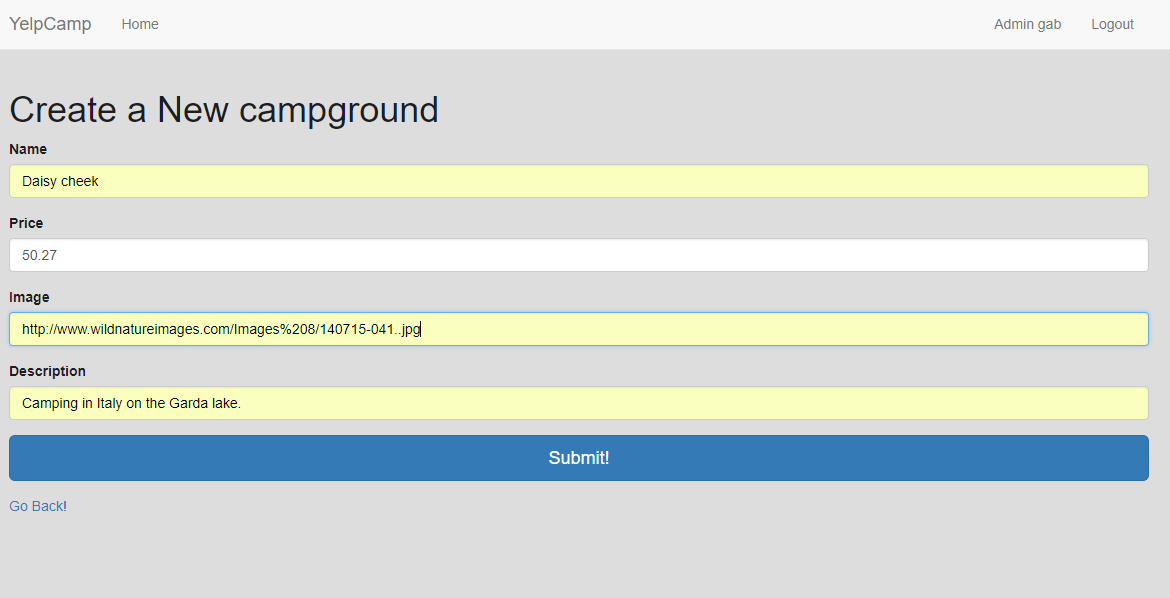 YelpCamp Home Admin gab Logout
Create a New campground
Name
Daisy cheek
Price
50.27
Image
http://www.wildnatureimages.com/Images%208/140715-041..jpg
Description
Camping in Italy on the Garda lake.
Submit!
Go Back!